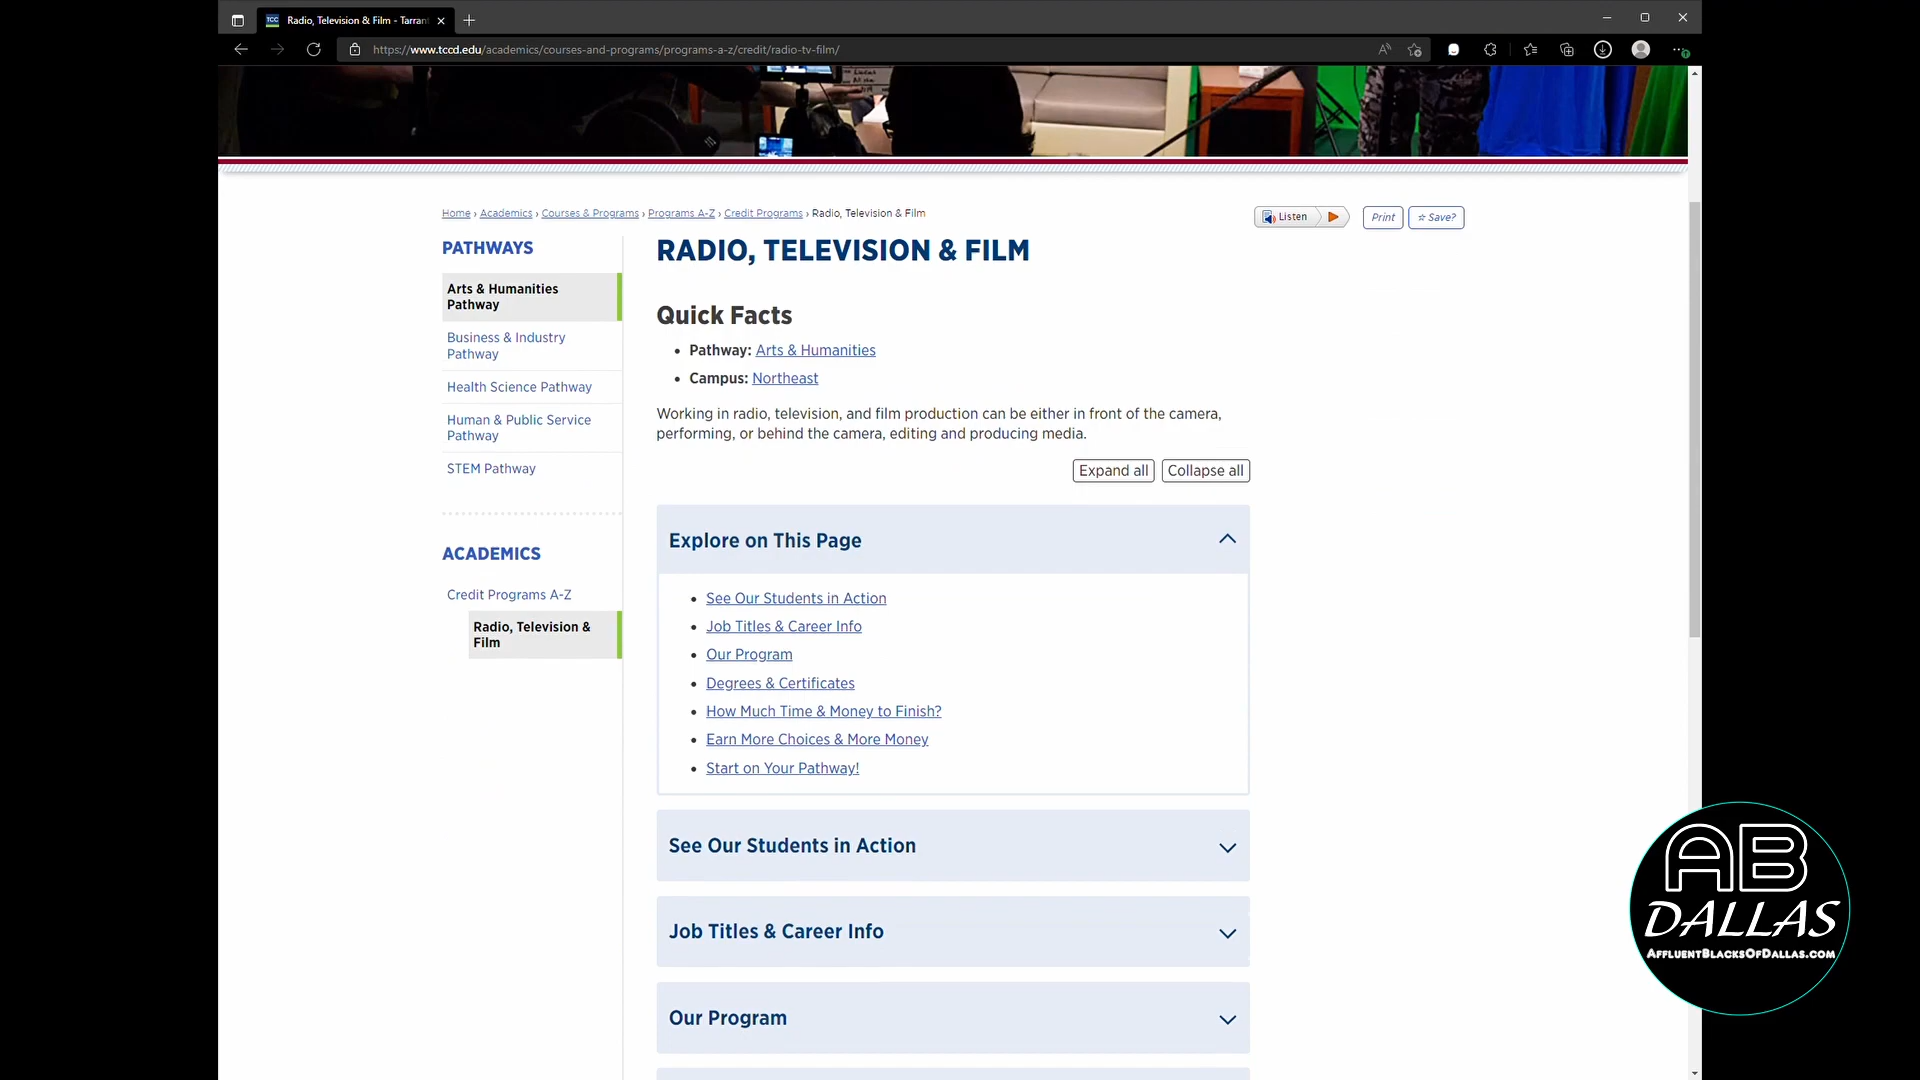 TCC Radio, Television & Film - Tarrant
https://www.tccd.edu/academics/courses-and-programs/programs-a-z/credit/radio-tv-film/
Home › Academics › Courses & Programs › Programs A-Z › Credit Programs › Radio, Television & Film
Listen
Print
☆ Save?
PATHWAYS
Arts & Humanities
Pathway
Business & Industry
Pathway
Health Science Pathway
Human & Public Service
Pathway
STEM Pathway
ACADEMICS
Credit Programs A-Z
Radio, Television &
Film
RADIO, TELEVISION & FILM
Quick Facts
• Pathway: Arts & Humanities
• Campus: Northeast
Working in radio, television, and film production can be either in front of the camera,
performing, or behind the camera, editing and producing media.
Expand all
Collapse all
Explore on This Page
• See Our Students in Action
• Job Titles & Career Info
• Our Program
• Degrees & Certificates
• How Much Time & Money to Finish?
• Earn More Choices & More Money
• Start on Your Pathway!
See Our Students in Action
Job Titles & Career Info
Our Program
AB
DALLAS
AFFLUENTBLACKSOFDALLAS.COM